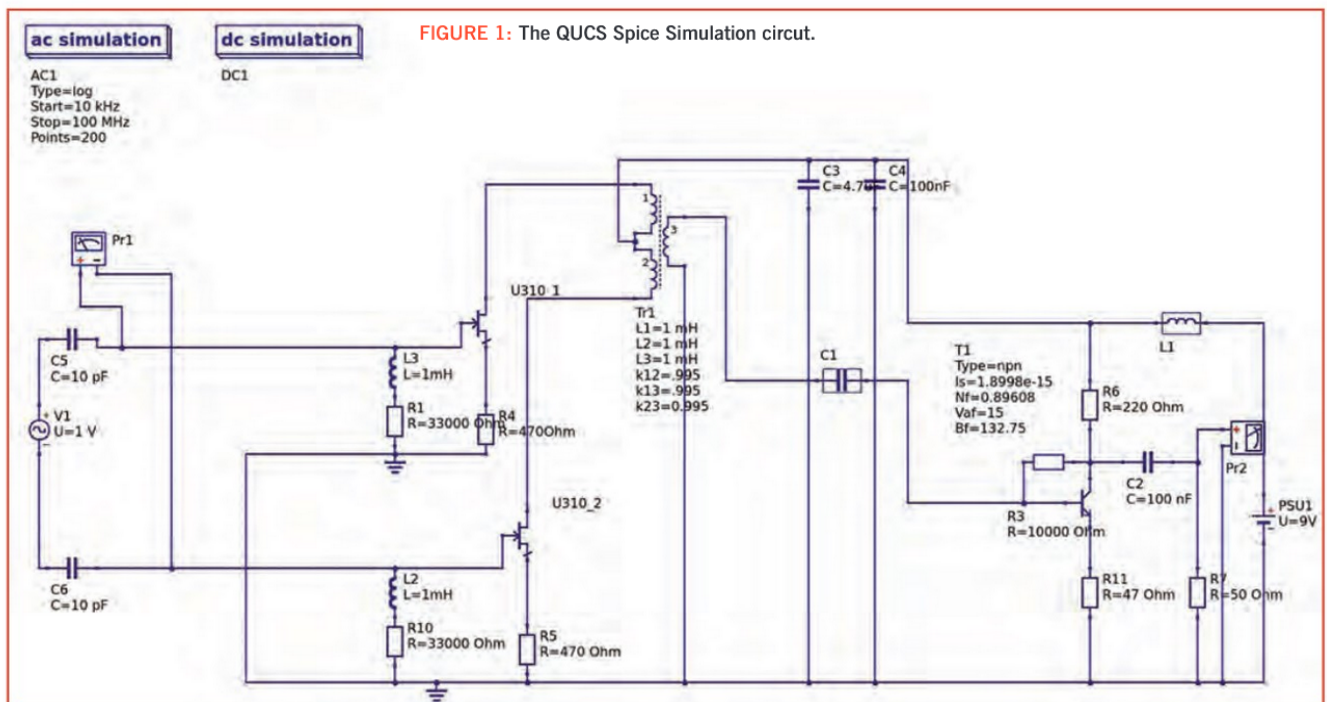 FIGURE 1: The QUCS Spice Simulation circut.
ac simulation
dc simulation
AC1
Type=log
Start=10 kHz
Stop=100 MHz
Points=200
DC1
Pr1
C5
C=10 pF
V1
U=1 V
C6
C=10 pF
L3
L=1mH
R1
R=33000 Ohm
R4
R=470Ohm
L2
L=1mH
R10
R=33000 Ohm
R5
R=470 Ohm
U310_1
U310_2
1
2
3
Tr1
L1=1 mH
L2=1 mH
L3=1 mH
k12=.995
k13=.995
k23=0.995
C3
C=4.7
C4
C=100nF
C1
T1
Type=npn
Is=1.8998e-15
Nf=0.89608
Vaf=15
Bf=132.75
L1
R6
R=220 Ohm
Pr2
C2
C=100 nF
R3
R=10000 Ohm
PSU1
U=9V
R11
R=47 Ohm
R7
R=50 Ohm